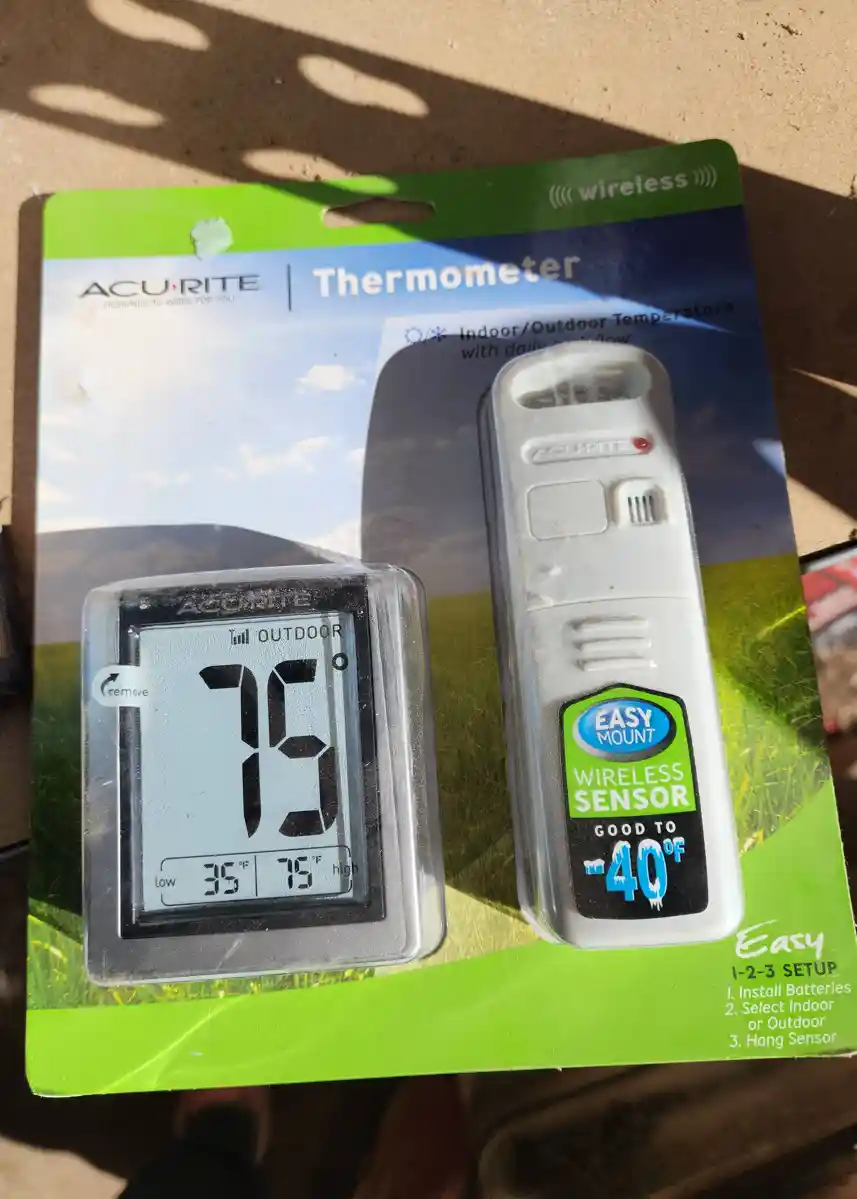 wireless
ACU·RITE
Thermometer
Indoor/Outdoor Temperature
with daily
ACU·RITE
OUTDOOR
75°
remove
low 35°F 75°F high
ACU·RITE
EASY
MOUNT
WIRELESS
SENSOR
GOOD TO
-40°F
Easy
1-2-3 SETUP
1. Install Batteries
2. Select Indoor
or Outdoor
3. Hang Sensor